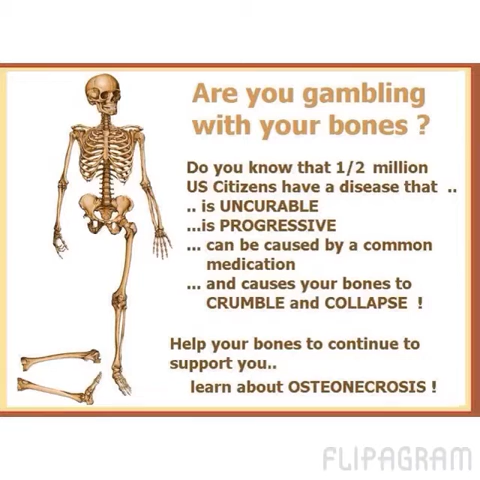 Are you gambling
with your bones ?
Do you know that 1/2 million
US Citizens have a disease that ..
.. is UNCURABLE
...is PROGRESSIVE
... can be caused by a common
medication
... and causes your bones to
CRUMBLE and COLLAPSE !
Help your bones to continue to
support you..
learn about OSTEONECROSIS !
FLIPAGRAM